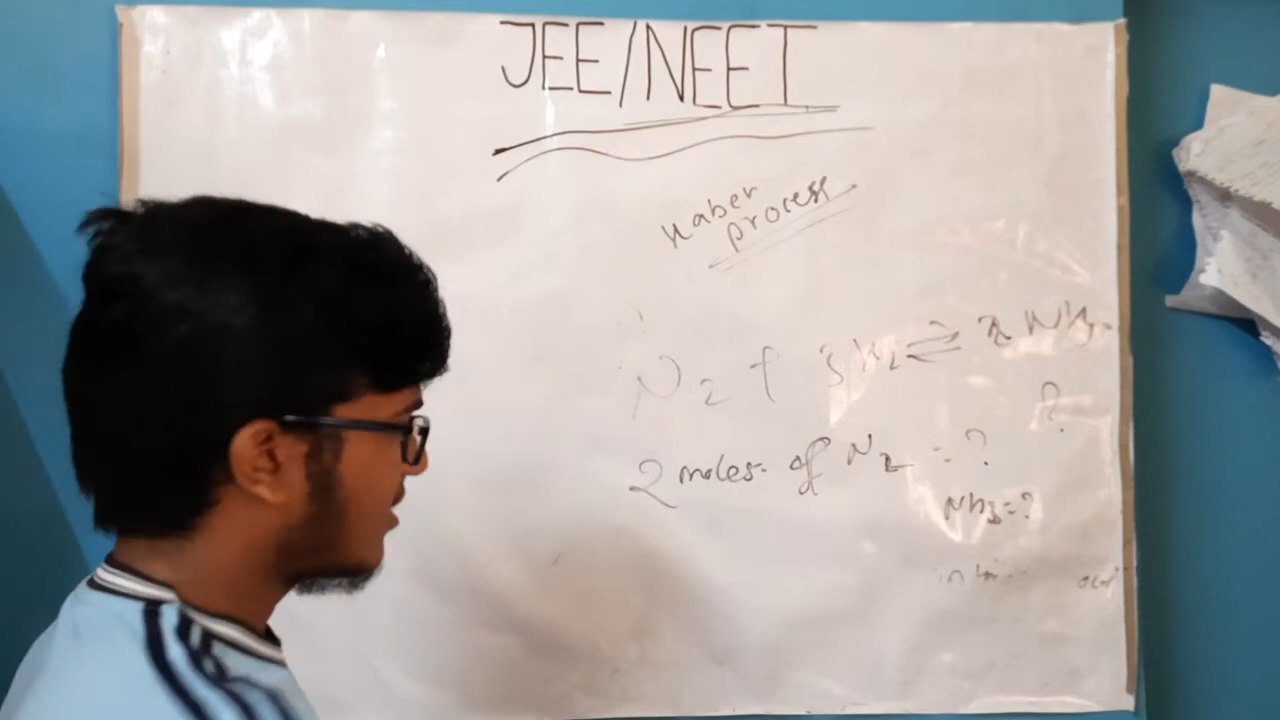 JEE/NEET
Haber
process
N₂ + 3H₂ ⇌ 2NH₃
?
2 moles of N₂ = ?
NH₃ = ?